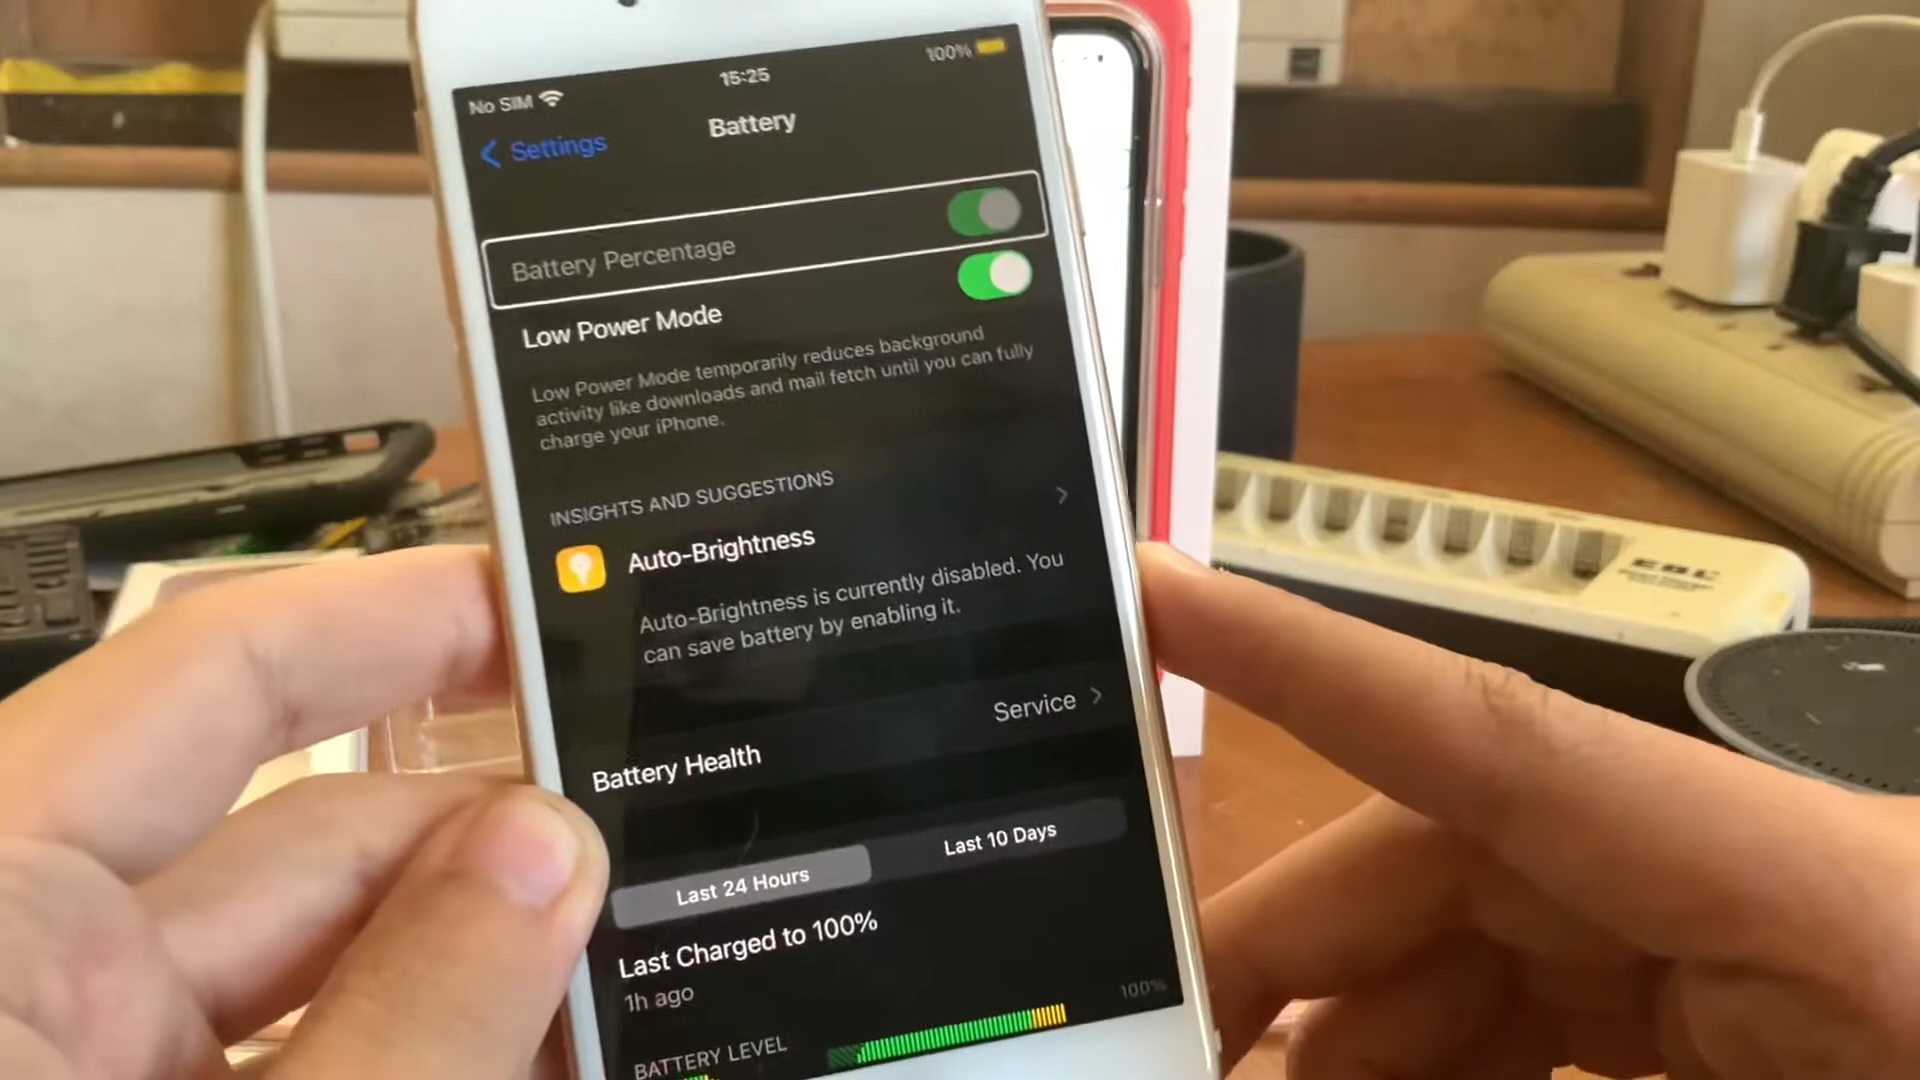 No SIM
15:25
100%
Settings
Battery
Battery Percentage
Low Power Mode
Low Power Mode temporarily reduces background
activity like downloads and mail fetch until you can fully
charge your iPhone.
INSIGHTS AND SUGGESTIONS
Auto-Brightness
Auto-Brightness is currently disabled. You
can save battery by enabling it.
Battery Health
Service
Last 24 Hours
Last 10 Days
Last Charged to 100%
1h ago
BATTERY LEVEL
100%
EBL